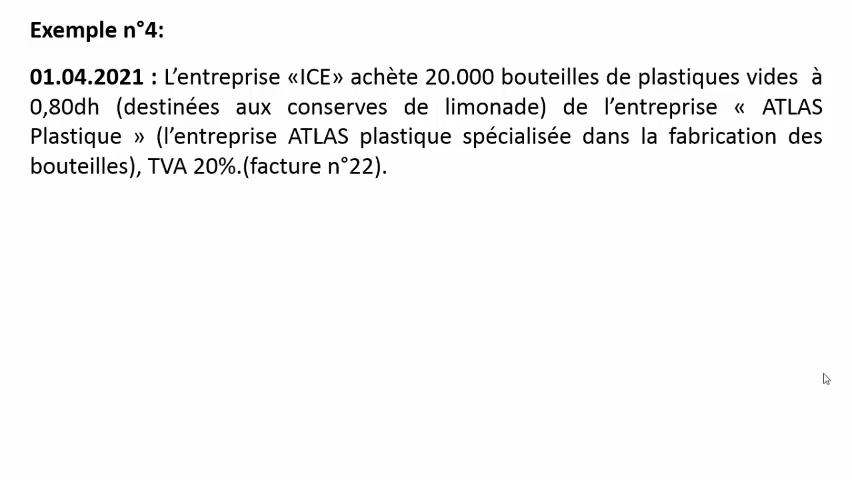 Exemple n°4:
01.04.2021 : L’entreprise «ICE» achète 20.000 bouteilles de plastiques vides à
0,80dh (destinées aux conserves de limonade) de l’entreprise « ATLAS
Plastique » (l’entreprise ATLAS plastique spécialisée dans la fabrication des
bouteilles), TVA 20%.(facture n°22).